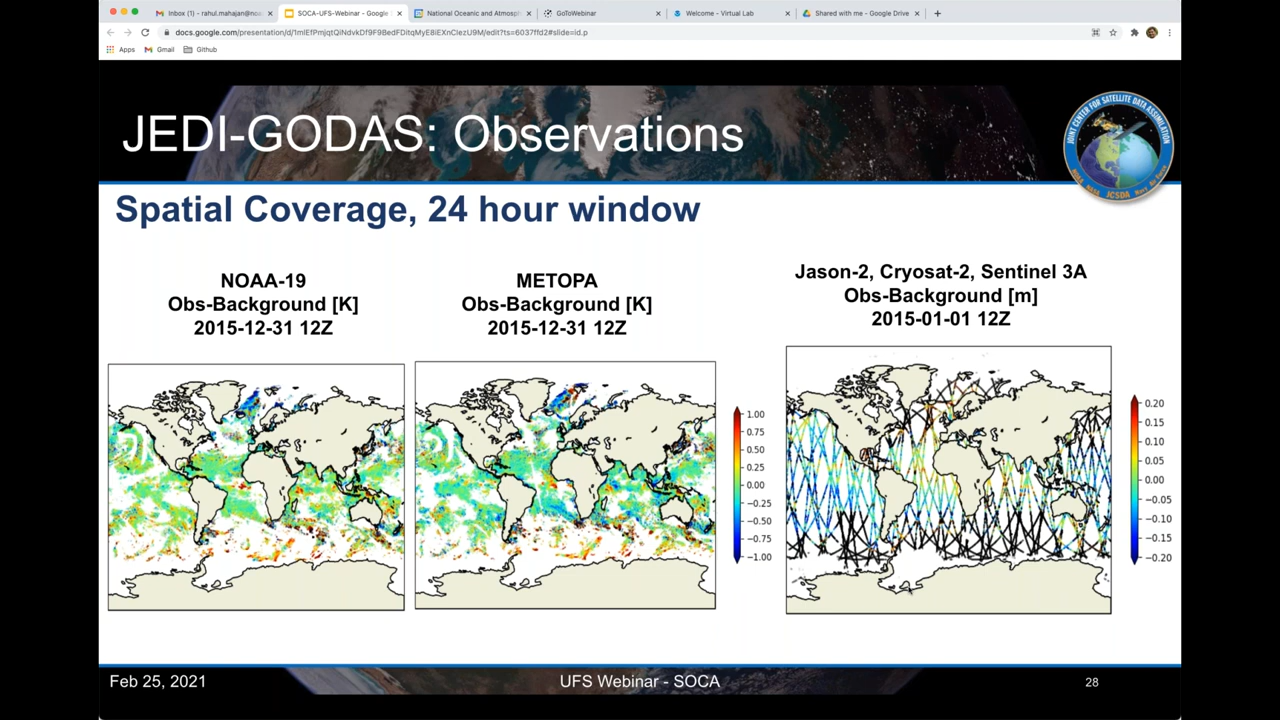 Inbox (1) - rahul.mahajan@noa
SOCA-UFS-Webinar - Google
National Oceanic and Atmosph
GoToWebinar
Welcome - Virtual Lab
Shared with me - Google Drive
Apps
Gmail
Github
JEDI-GODAS: Observations
JOINT CENTER FOR SATELLITE DATA ASSIMILATION
JCSDA
Spatial Coverage, 24 hour window
NOAA-19
Obs-Background [K]
2015-12-31 12Z
METOPA
Obs-Background [K]
2015-12-31 12Z
1.00
0.75
0.50
0.25
0.00
−0.25
−0.50
−0.75
−1.00
Jason-2, Cryosat-2, Sentinel 3A
Obs-Background [m]
2015-01-01 12Z
0.20
0.15
0.10
0.05
0.00
−0.05
−0.10
−0.15
−0.20
Feb 25, 2021
UFS Webinar - SOCA
28